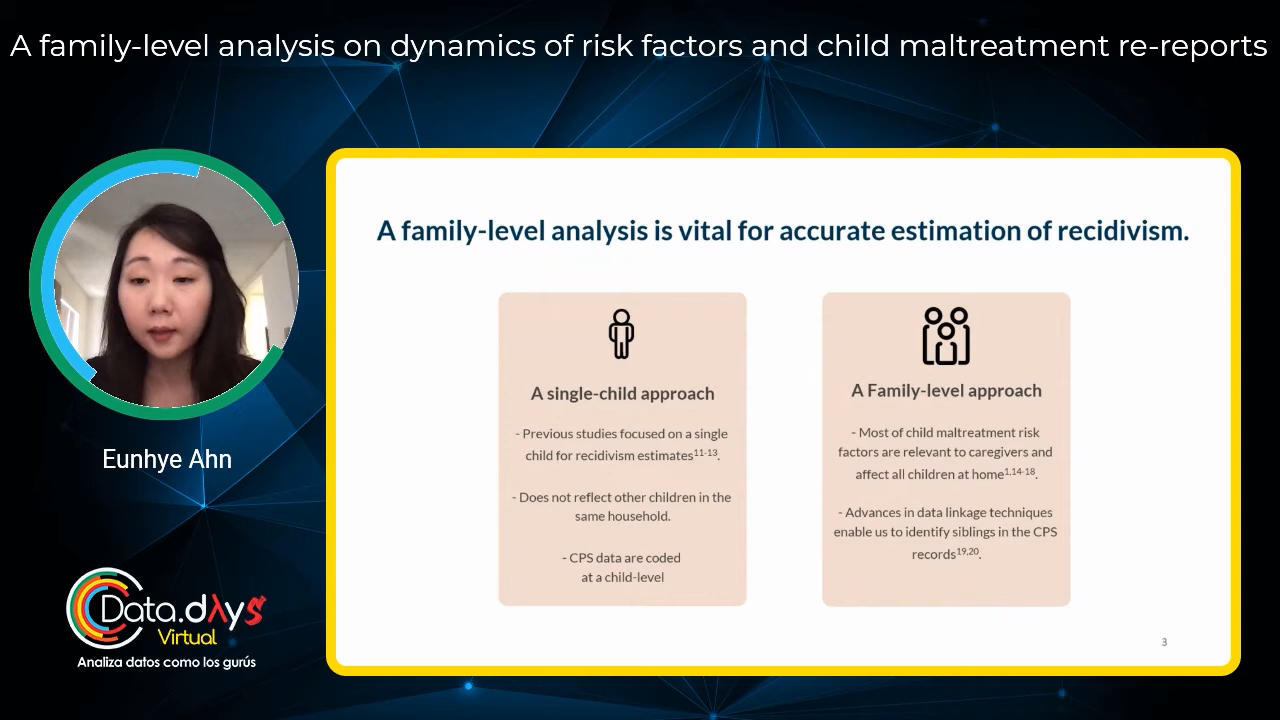 A family-level analysis on dynamics of risk factors and child maltreatment re-reports
Eunhye Ahn
Data.dAys
Virtual
Analiza datos como los gurús
A family-level analysis is vital for accurate estimation of recidivism.
A single-child approach
- Previous studies focused on a single
child for recidivism estimates11-13.
- Does not reflect other children in the
same household.
- CPS data are coded
at a child-level
A Family-level approach
- Most of child maltreatment risk
factors are relevant to caregivers and
affect all children at home1,14-18.
- Advances in data linkage techniques
enable us to identify siblings in the CPS
records19,20.
3